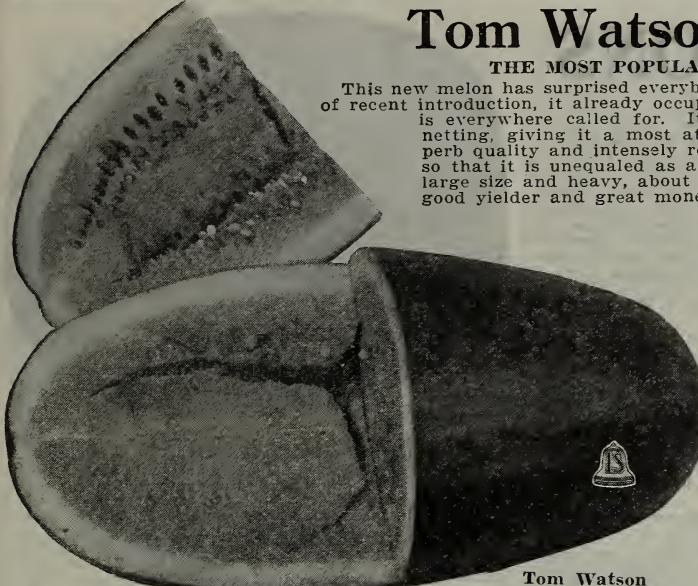 Tom Watso
THE MOST POPULA
This new melon has surprised everyb
of recent introduction, it already occu
is everywhere called for. I
netting, giving it a most at
perb quality and intensely r
so that it is unequaled as a
large size and heavy, about
good yielder and great mone
IS
Tom Watson